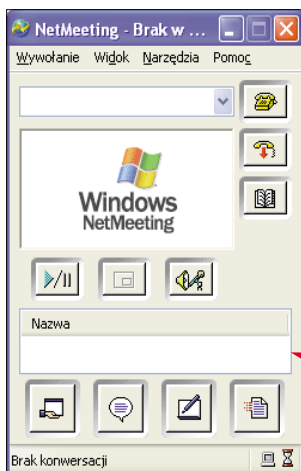 NetMeeting - Brak w ...
Wywołanie Widok Narzędzia Pomoc
Windows
NetMeeting
Nazwa
Brak konwersacji